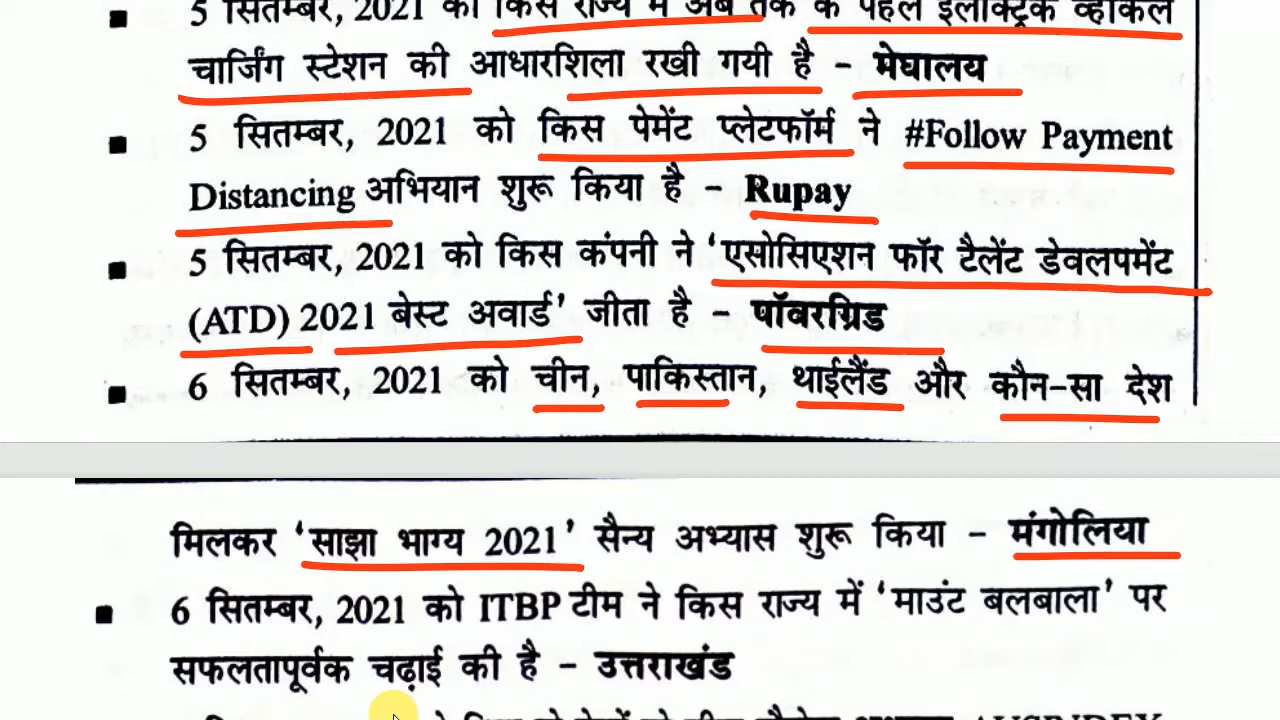 5 सितम्बर, 2021 को किस राज्य में अब तक के पहले इलेक्ट्रिक व्हीकल
चार्जिंग स्टेशन की आधारशिला रखी गयी है - मेघालय
5 सितम्बर, 2021 को किस पेमेंट प्लेटफॉर्म ने #Follow Payment
Distancing अभियान शुरू किया है - Rupay
5 सितम्बर, 2021 को किस कंपनी ने ‘एसोसिएशन फॉर टैलेंट डेवलपमेंट
(ATD) 2021 बेस्ट अवार्ड’ जीता है - पॉवरग्रिड
6 सितम्बर, 2021 को चीन, पाकिस्तान, थाईलैंड और कौन-सा देश
मिलकर ‘साझा भाग्य 2021’ सैन्य अभ्यास शुरू किया - मंगोलिया
6 सितम्बर, 2021 को ITBP टीम ने किस राज्य में ‘माउंट बलबाला’ पर
सफलतापूर्वक चढ़ाई की है - उत्तराखंड